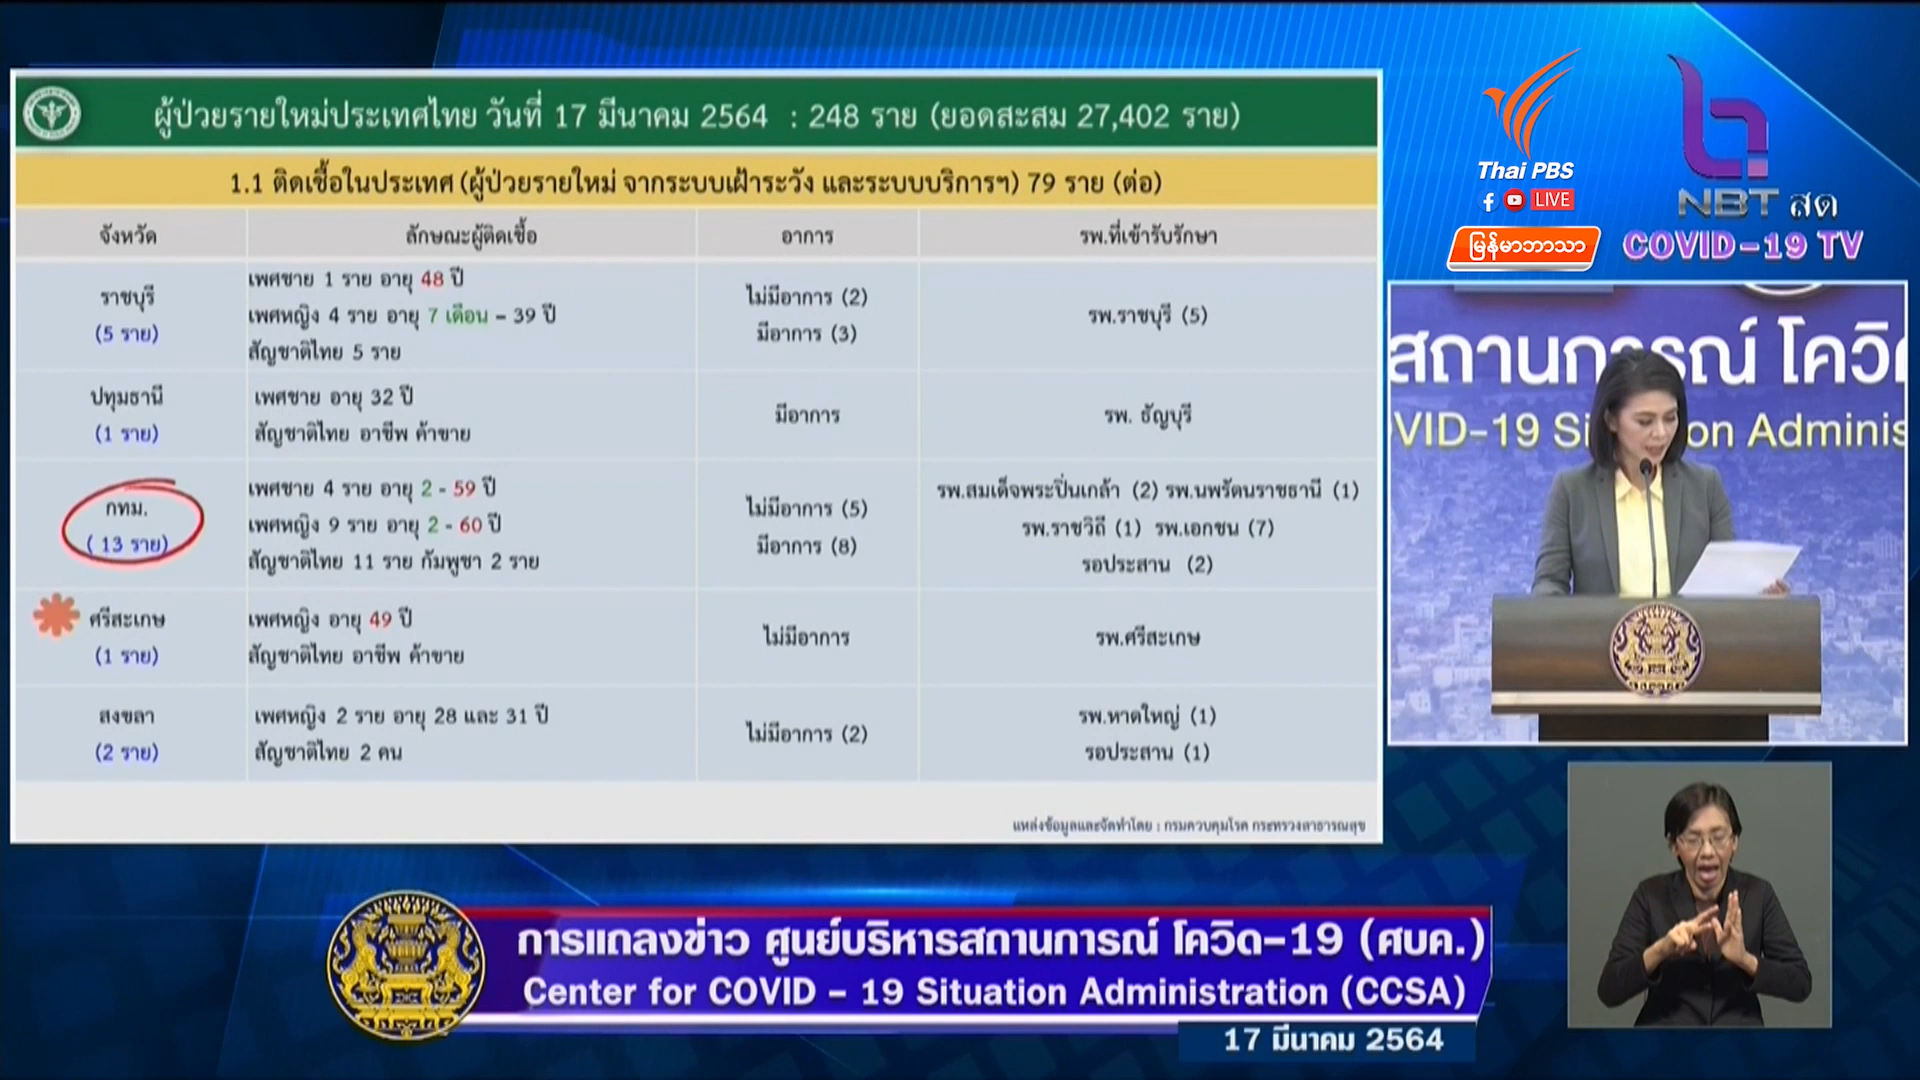 ผู้ป่วยรายใหม่ประเทศไทย วันที่ 17 มีนาคม 2564 : 248 ราย (ยอดสะสม 27,402 ราย)
1.1 ติดเชื้อในประเทศ (ผู้ป่วยรายใหม่ จากระบบเฝ้าระวัง และระบบบริการฯ) 79 ราย (ต่อ)
จังหวัด ลักษณะผู้ติดเชื้อ อาการ รพ.ที่เข้ารับรักษา
ราชบุรี
(5 ราย)
เพศชาย 1 ราย อายุ 48 ปี
เพศหญิง 4 ราย อายุ 7 เดือน – 39 ปี
สัญชาติไทย 5 ราย
ไม่มีอาการ (2)
มีอาการ (3)
รพ.ราชบุรี (5)
ปทุมธานี
(1 ราย)
เพศชาย อายุ 32 ปี
สัญชาติไทย อาชีพ ค้าขาย
มีอาการ
รพ. ธัญบุรี
กทม.
( 13 ราย)
เพศชาย 4 ราย อายุ 2 - 59 ปี
เพศหญิง 9 ราย อายุ 2 - 60 ปี
สัญชาติไทย 11 ราย กัมพูชา 2 ราย
ไม่มีอาการ (5)
มีอาการ (8)
รพ.สมเด็จพระปิ่นเกล้า (2) รพ.นพรัตนราชธานี (1)
รพ.ราชวิถี (1) รพ.เอกชน (7)
รอประสาน (2)
ศรีสะเกษ
(1 ราย)
เพศหญิง อายุ 49 ปี
สัญชาติไทย อาชีพ ค้าขาย
ไม่มีอาการ
รพ.ศรีสะเกษ
สงขลา
(2 ราย)
เพศหญิง 2 ราย อายุ 28 และ 31 ปี
สัญชาติไทย 2 คน
ไม่มีอาการ (2)
รพ.หาดใหญ่ (1)
รอประสาน (1)
แหล่งข้อมูลและจัดทำโดย : กรมควบคุมโรค กระทรวงสาธารณสุข
Thai PBS
LIVE
မြန်မာဘာသာ
NBT สด
COVID-19 TV
สถานการณ์ โควิ
VID-19 Si on Adminis
การแถลงข่าว ศูนย์บริหารสถานการณ์ โควิด-19 (ศบค.)
Center for COVID - 19 Situation Administration (CCSA)
17 มีนาคม 2564